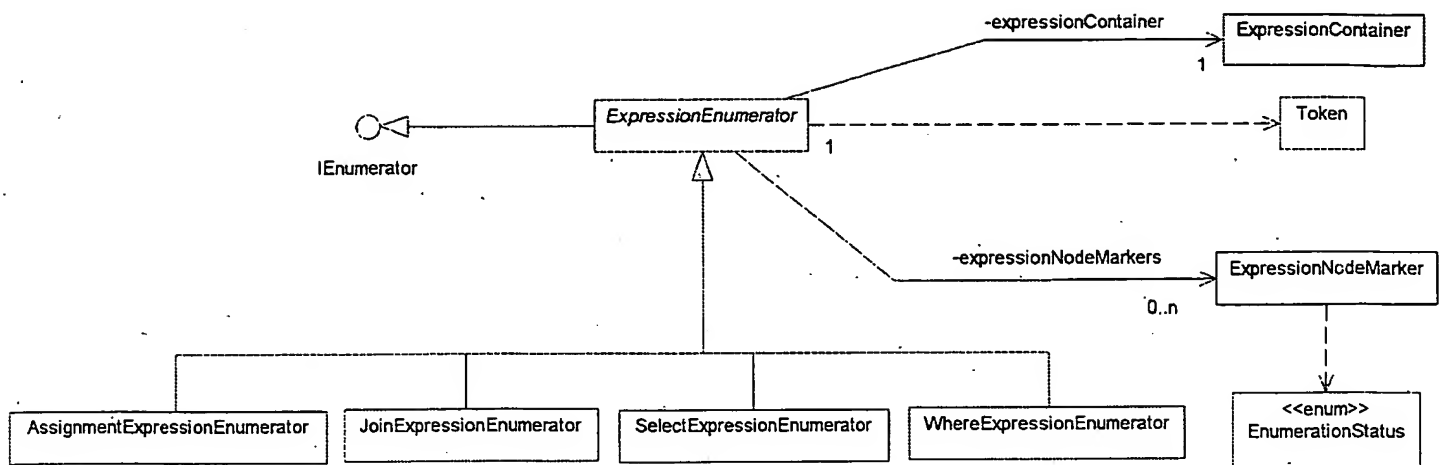 -expressionContainer
ExpressionContainer
1
ExpressionEnumerator
Token
1
IEnumerator
-expressionNodeMarkers
ExpressionNodeMarker
0..n
AssignmentExpressionEnumerator
JoinExpressionEnumerator
SelectExpressionEnumerator
WhereExpressionEnumerator
<<enum>>
EnumerationStatus